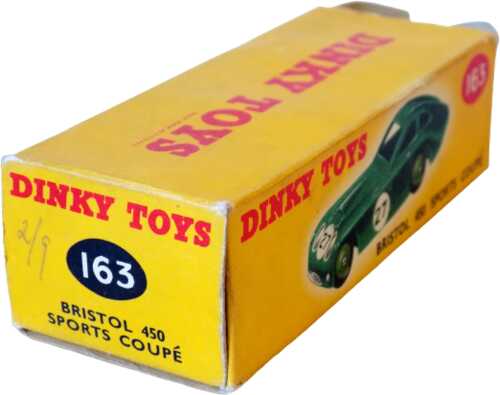 DINKY TOYS
163
DINKY TOYS
2/9
163
BRISTOL 450
SPORTS COUPÉ
DINKY TOYS
27
27
BRISTOL 450 SPORTS COUPÉ